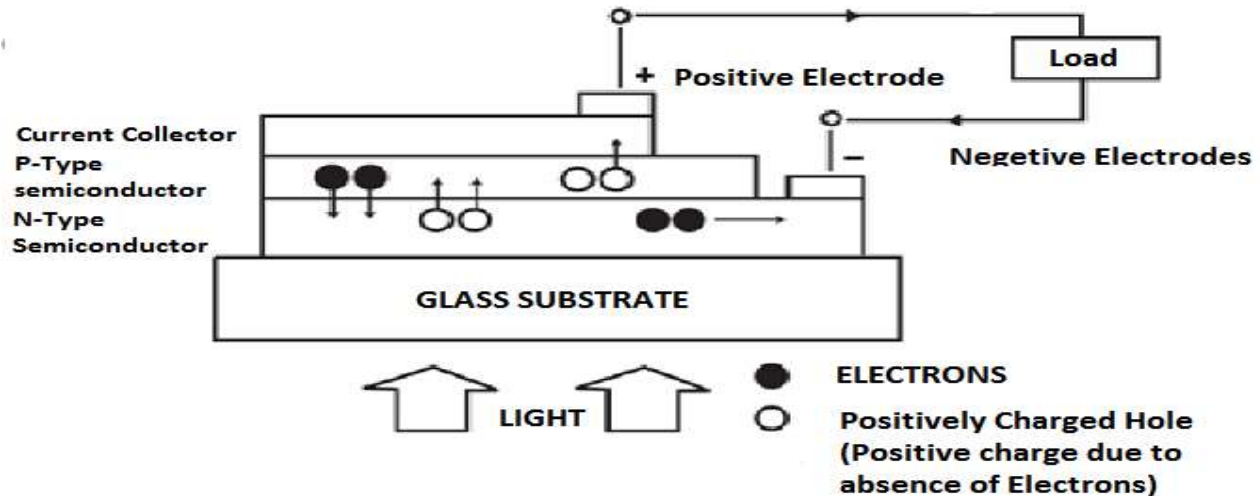 Load
+ Positive Electrode
− Negetive Electrodes
Current Collector
P-Type
semiconductor
N-Type
Semiconductor
GLASS SUBSTRATE
LIGHT
ELECTRONS
Positively Charged Hole
(Positive charge due to
absence of Electrons)